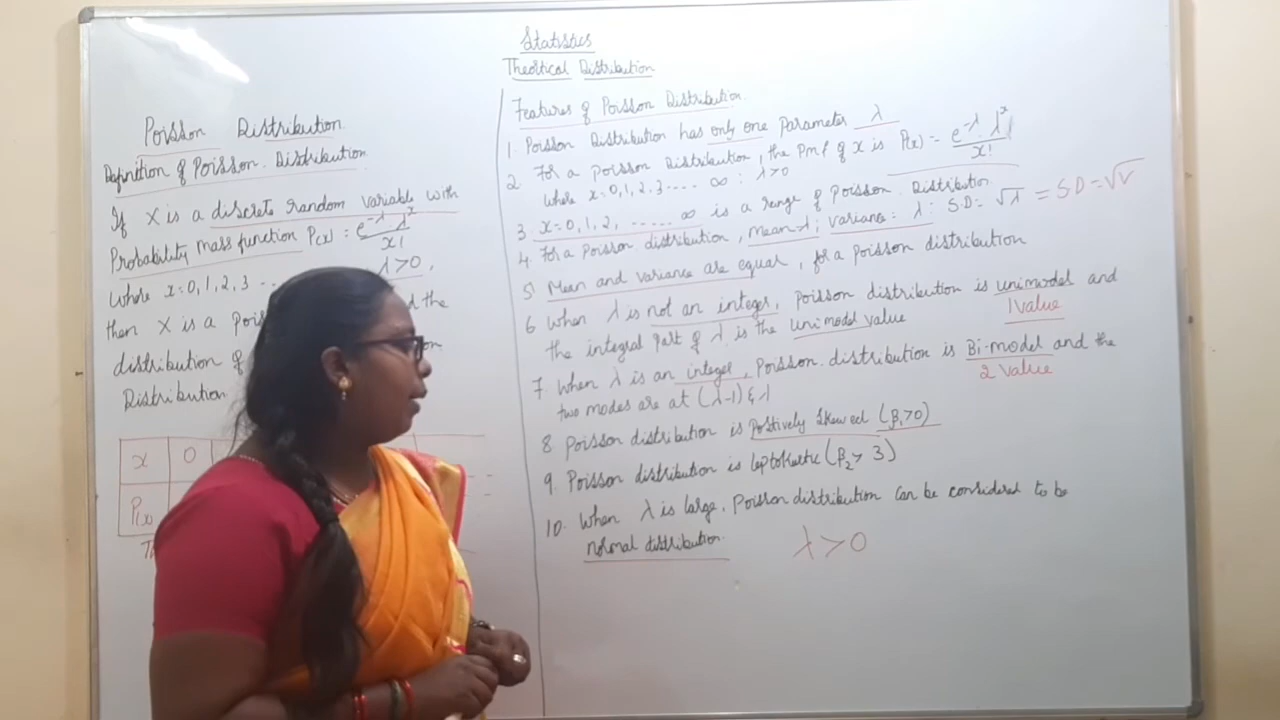 Statistics
Theoritical Distribution
Poisson Distribution
Definition of Poisson Distribution
If X is a discrete random variable with
Probability mass function P(x) = e^-λ λ^x / x!
Where x=0,1,2,3 .. λ>0,
then X is a the
distribution of
Distribution
x 0
P(x)
Features of Poisson Distribution
1. Poisson Distribution has only one Parameter λ
2. For a Poisson Distribution, the Pmf of x is P(x) = e^-λ λ^x / x!
Where x=0,1,2,3.... ∞ : λ>0
3. x=0,1,2,..... ∞ is a range of Poisson Distribution
4. For a Poisson distribution, Mean=λ; Variance= λ: S.D= √λ = S.D=√V
5. Mean and variance are equal, for a Poisson distribution
6 When λ is not an integer, Poisson distribution is unimodel and
1 Value
the integral part of λ is the unimodel value
7. When λ is an integer, Poisson distribution is Bi-model and the
2 Value
two modes are at (λ-1) & λ
8 Poisson distribution is Postively Skewed (β1>0)
9. Poisson distribution is leptokurtic (β2 > 3)
10. When λ is large, Poisson distribution can be considered to be
normal distribution.
λ>0